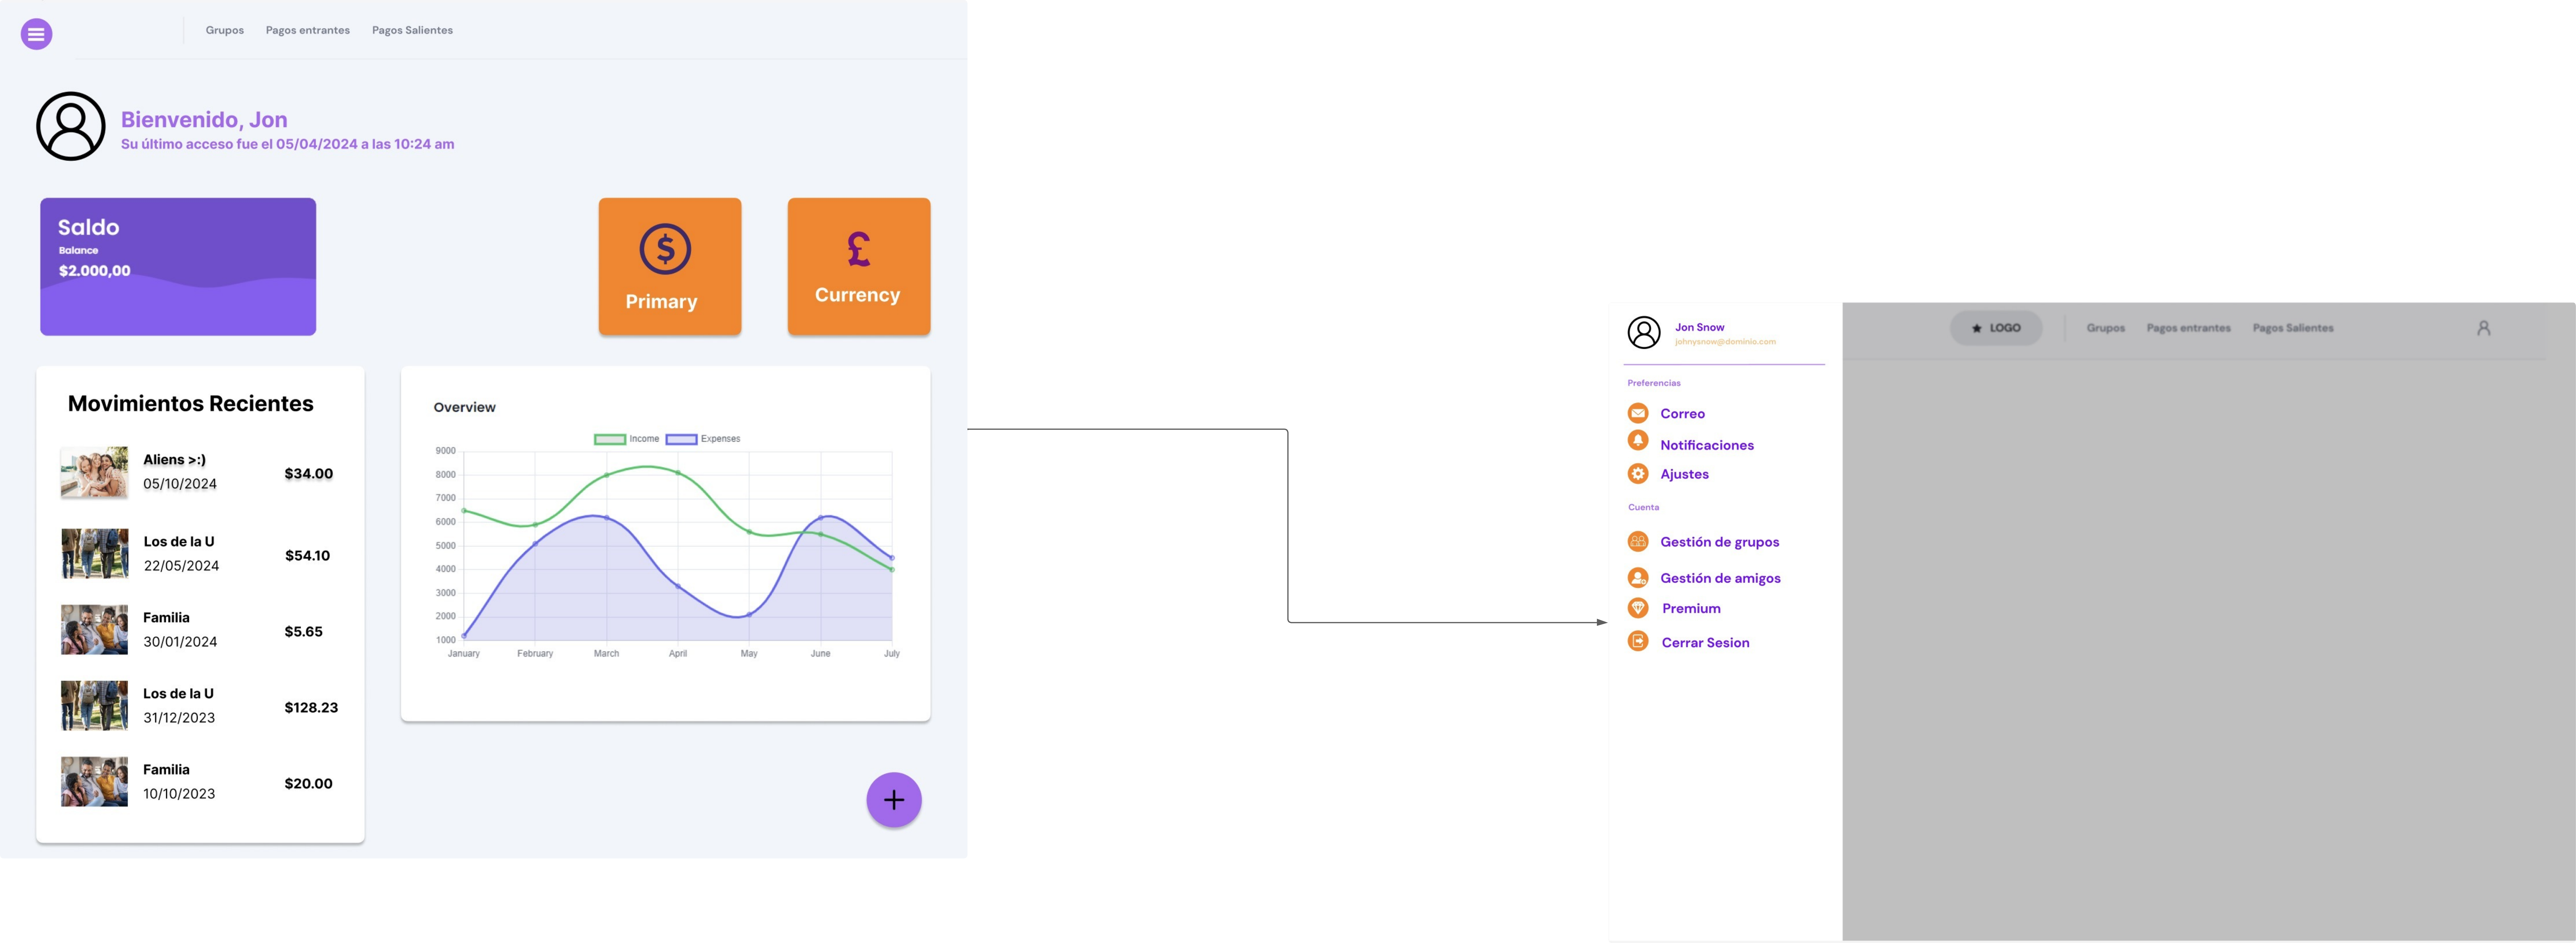 Grupos Pagos entrantes Pagos Salientes
Bienvenido, Jon
Su último acceso fue el 05/04/2024 a las 10:24 am
Saldo
Balance
$2.000,00
$
Primary
£
Currency
Movimientos Recientes
Aliens >:)
05/10/2024
$34.00
Los de la U
22/05/2024
$54.10
Familia
30/01/2024
$5.65
Los de la U
31/12/2023
$128.23
Familia
10/10/2023
$20.00
Overview
Income Expenses
9000
8000
7000
6000
5000
4000
3000
2000
1000
January February March April May June July
Jon Snow
johnysnow@dominio.com
Preferencias
Correo
Notificaciones
Ajustes
Cuenta
Gestión de grupos
Gestión de amigos
Premium
Cerrar Sesion
LOGO Grupos Pagos entrantes Pagos Salientes